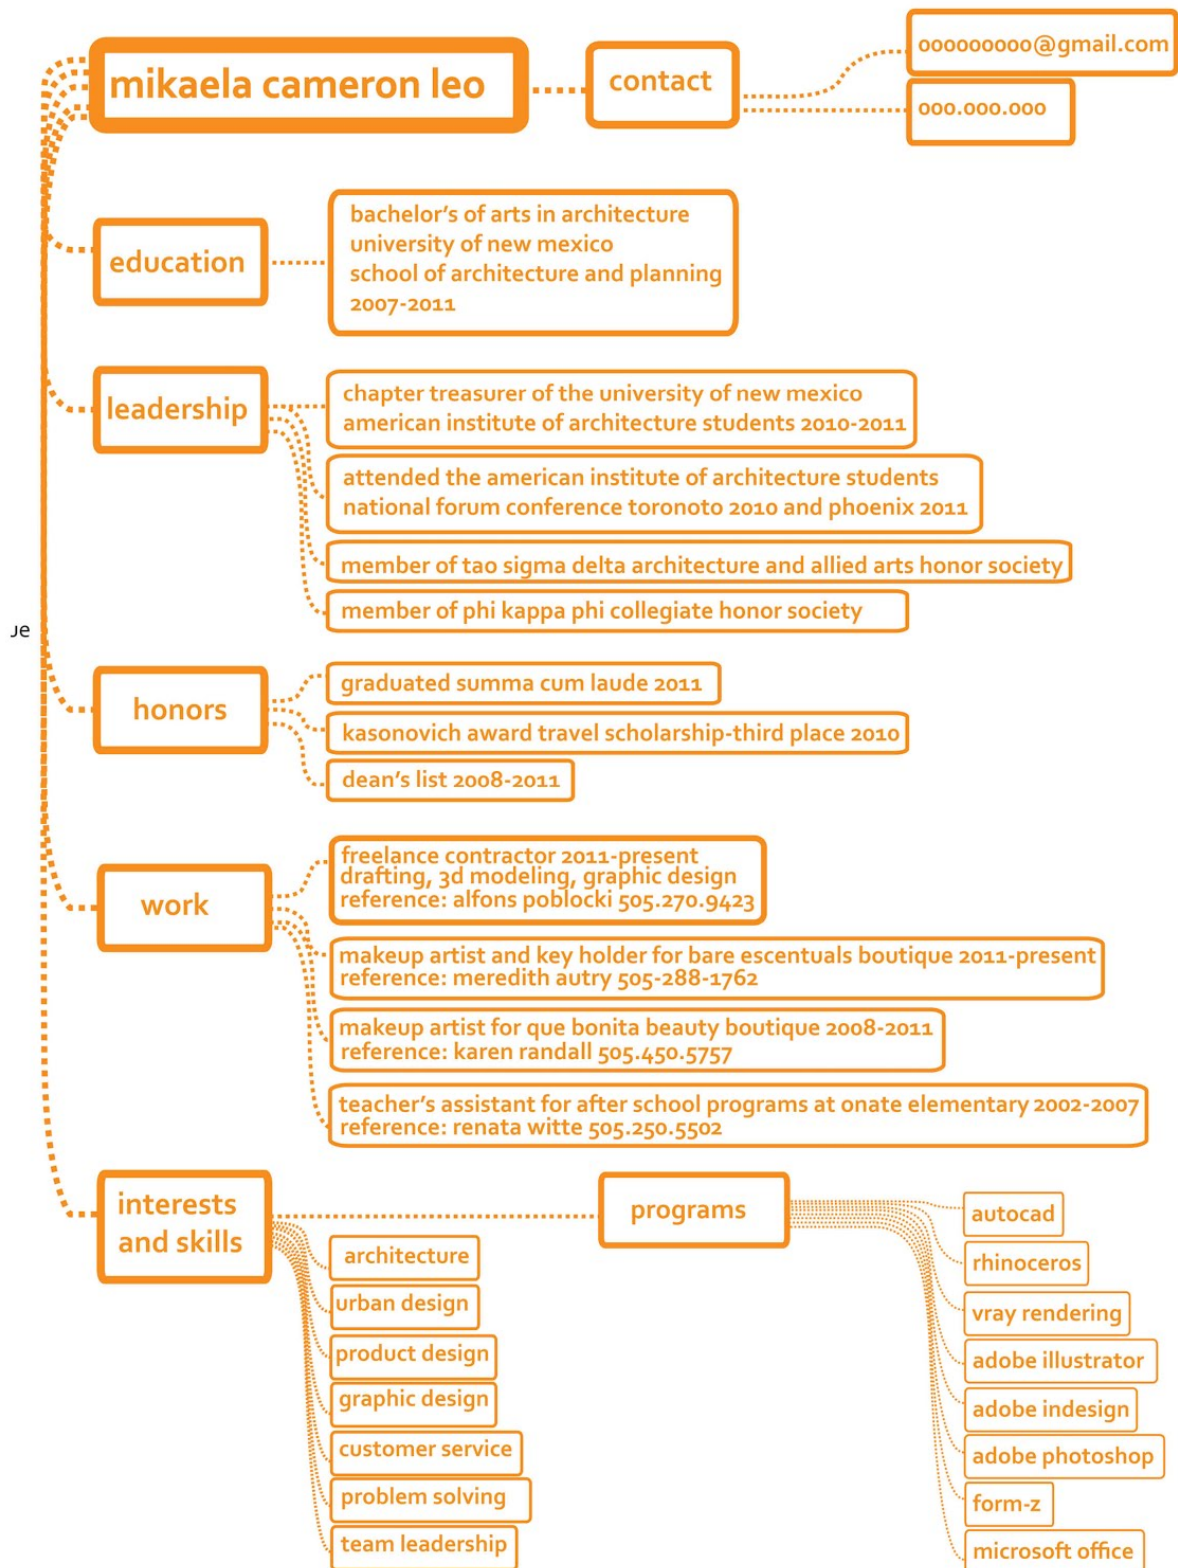 mikaela cameron leo
contact
ooooooooo@gmail.com
ooo.ooo.ooo
education
bachelor's of arts in architecture
university of new mexico
school of architecture and planning
2007-2011
leadership
chapter treasurer of the university of new mexico
american institute of architecture students 2010-2011
attended the american institute of architecture students
national forum conference toronoto 2010 and phoenix 2011
member of tao sigma delta architecture and allied arts honor society
member of phi kappa phi collegiate honor society
honors
graduated summa cum laude 2011
kasonovich award travel scholarship-third place 2010
dean's list 2008-2011
work
freelance contractor 2011-present
drafting, 3d modeling, graphic design
reference: alfons poblocki 505.270.9423
makeup artist and key holder for bare escentuals boutique 2011-present
reference: meredith autry 505-288-1762
makeup artist for que bonita beauty boutique 2008-2011
reference: karen randall 505.450.5757
teacher's assistant for after school programs at onate elementary 2002-2007
reference: renata witte 505.250.5502
interests
and skills
architecture
urban design
product design
graphic design
customer service
problem solving
team leadership
programs
autocad
rhinoceros
vray rendering
adobe illustrator
adobe indesign
adobe photoshop
form-z
microsoft office